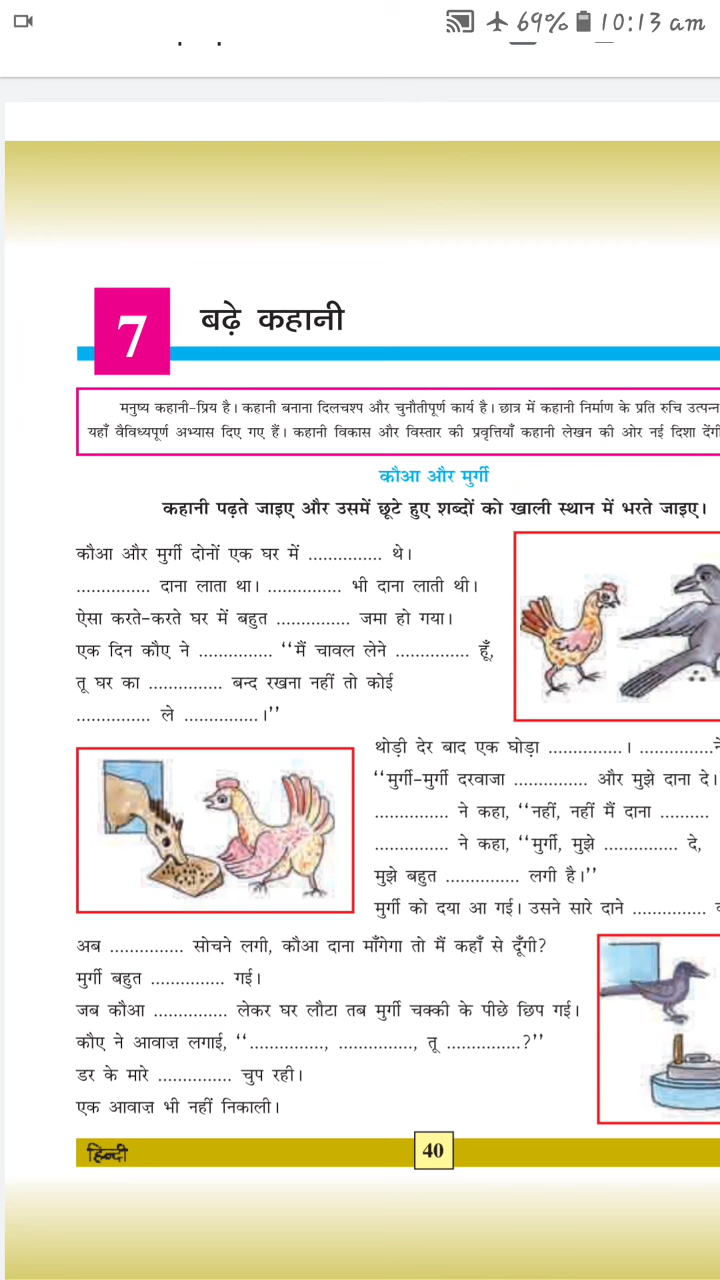 69% 10:13 am
7 बढ़े कहानी
मनुष्य कहानी-प्रिय है। कहानी बनाना दिलचश्प और चुनौतीपूर्ण कार्य है। छात्र में कहानी निर्माण के प्रति रुचि उत्पन्न
यहाँ वैविध्यपूर्ण अभ्यास दिए गए हैं। कहानी विकास और विस्तार की प्रवृत्तियाँ कहानी लेखन की ओर नई दिशा देंगी
कौआ और मुर्गी
कहानी पढ़ते जाइए और उसमें छूटे हुए शब्दों को खाली स्थान में भरते जाइए।
कौआ और मुर्गी दोनों एक घर में ............... थे।
............... दाना लाता था। ............... भी दाना लाती थी।
ऐसा करते-करते घर में बहुत ............... जमा हो गया।
एक दिन कौए ने ............... ‘‘मैं चावल लेने ............... हूँ,
तू घर का ............... बन्द रखना नहीं तो कोई
............... ले ...............।’’
थोड़ी देर बाद एक घोड़ा ...............। ...............ने
‘‘मुर्गी-मुर्गी दरवाजा ............... और मुझे दाना दे।
............... ने कहा, ‘‘नहीं, नहीं मैं दाना ..........
............... ने कहा, ‘‘मुर्गी, मुझे ............... दे,
मुझे बहुत ............... लगी है।’’
मुर्गी को दया आ गई। उसने सारे दाने ...............
अब ............... सोचने लगी, कौआ दाना माँगेगा तो मैं कहाँ से दूँगी?
मुर्गी बहुत ............... गई।
जब कौआ ............... लेकर घर लौटा तब मुर्गी चक्की के पीछे छिप गई।
कौए ने आवाज़ लगाई, ‘‘..............., ..............., तू ...............?’’
डर के मारे ............... चुप रही।
एक आवाज़ भी नहीं निकाली।
हिन्दी 40